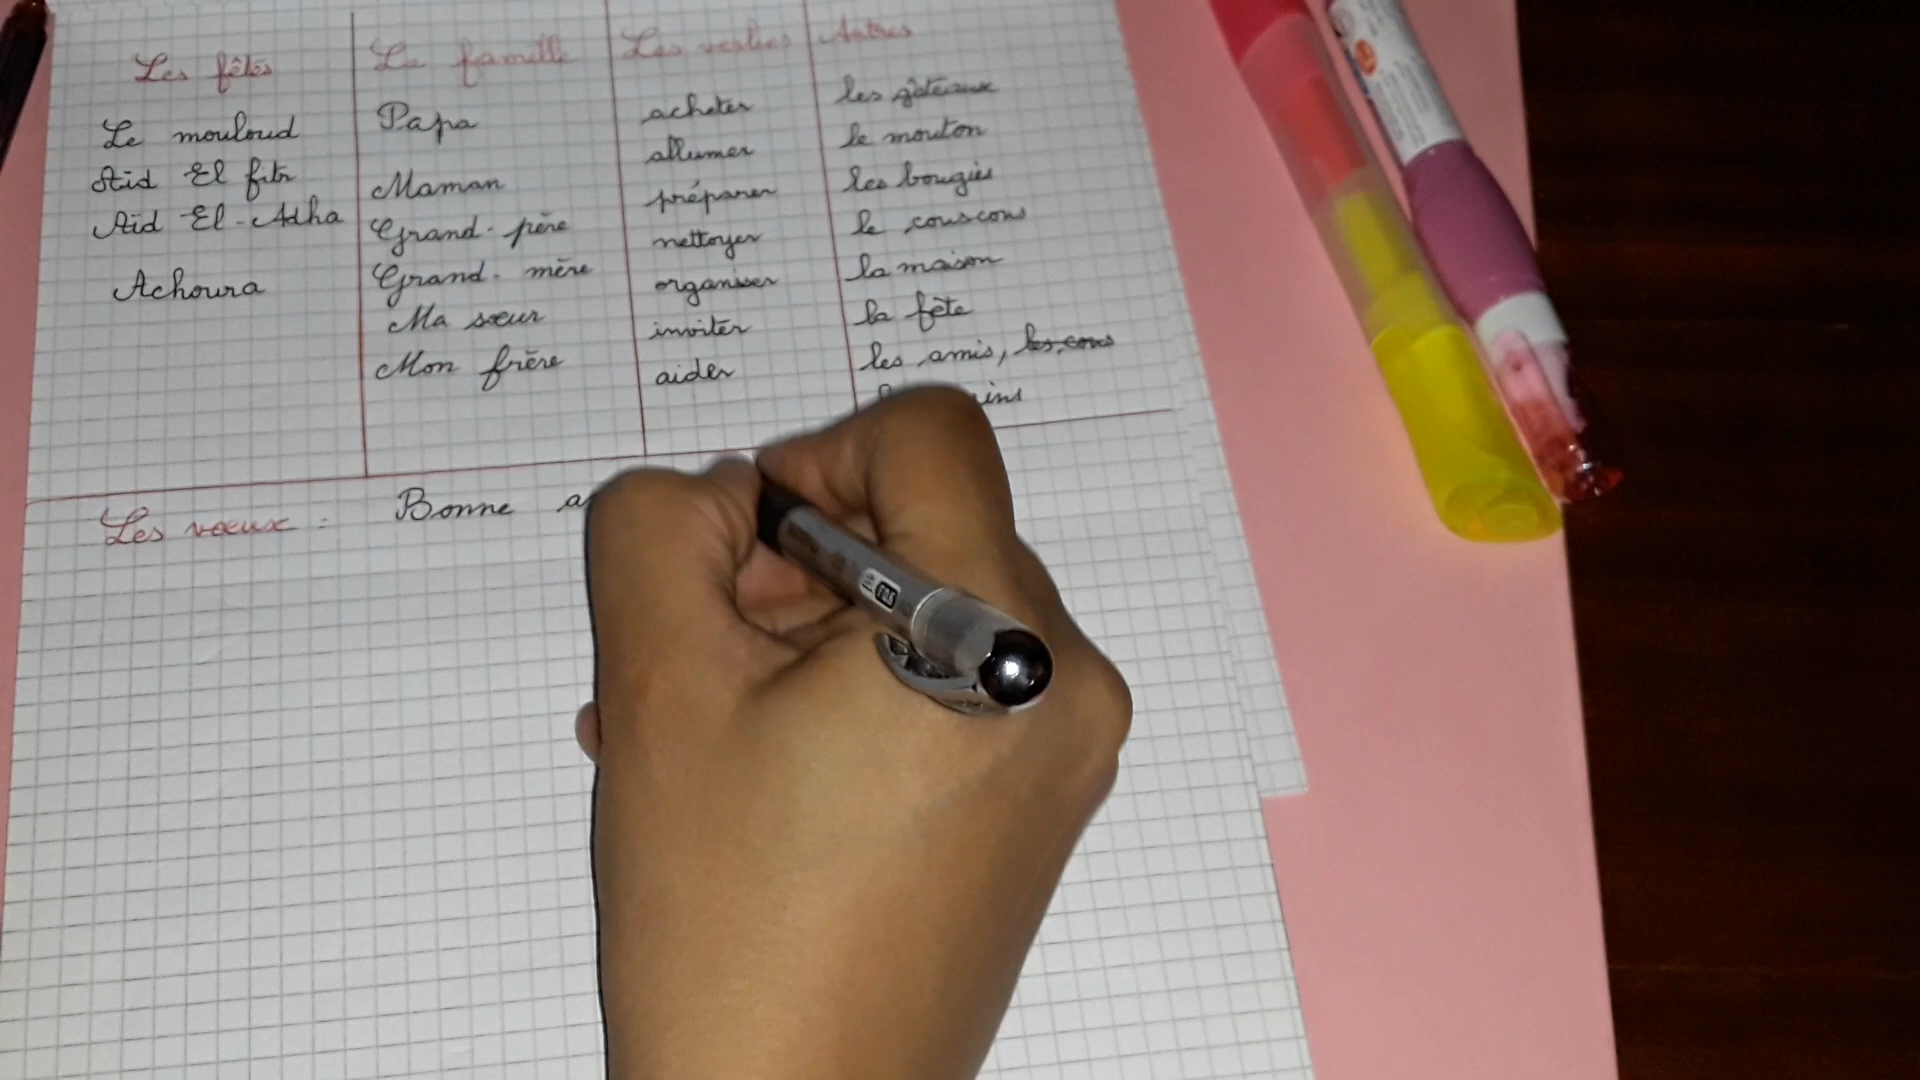 Les fêtes
Le mouloud
Aïd El fitr
Aïd El-Adha
Achoura
La famille
Papa
Maman
Grand-père
Grand-mère
Ma sœur
Mon frère
Les verbes
acheter
allumer
préparer
nettoyer
organiser
inviter
aider
Autres
les gâteaux
le mouton
les bougies
le couscous
la maison
la fête
les amis, les cous
Les vœux : Bonne